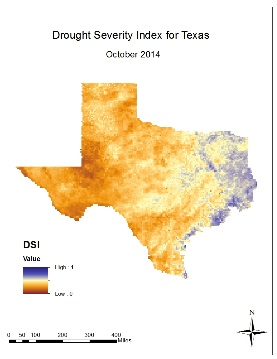 Drought Severity Index for Texas
October 2014
DSI
Value
High : 1
Low : 0
N
0 50 100 200 300 400
Miles